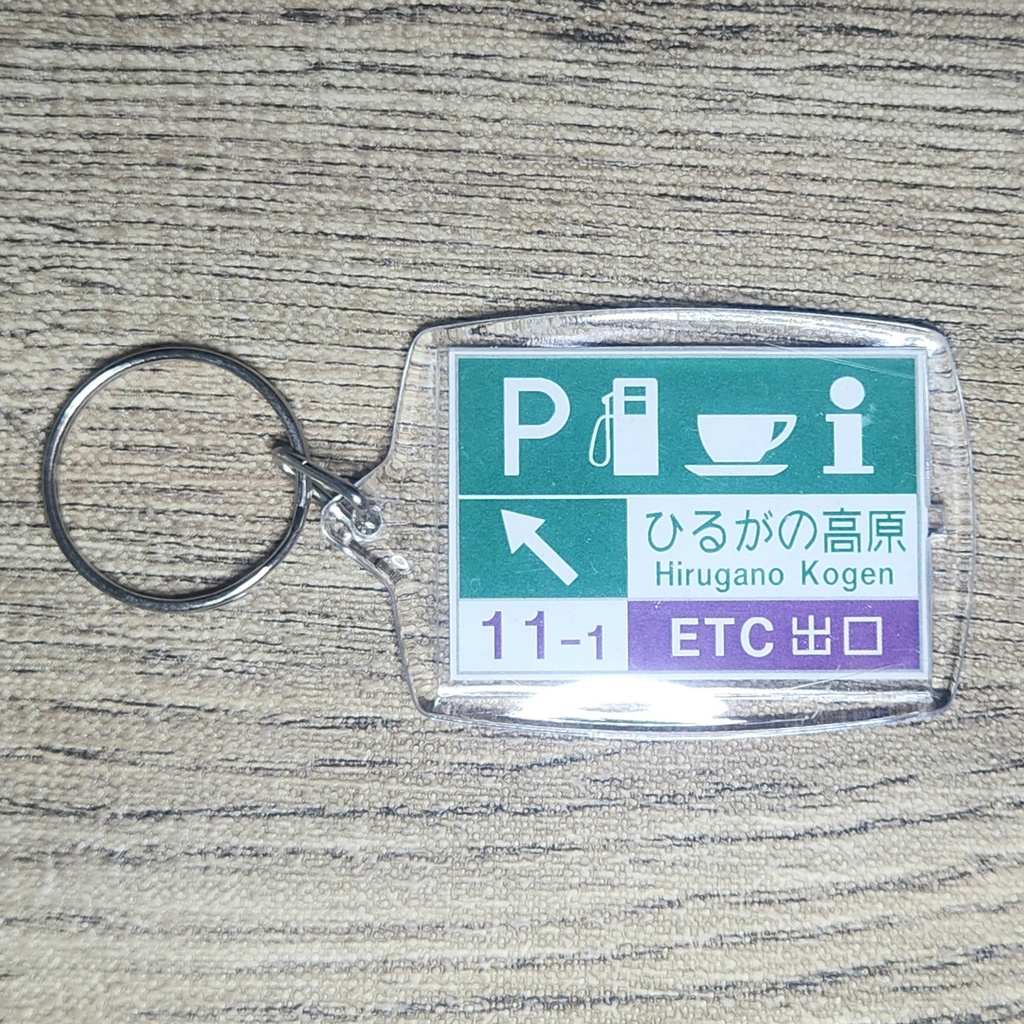 P i
ひるがの高原
Hirugano Kogen
11-1 ETC 出口